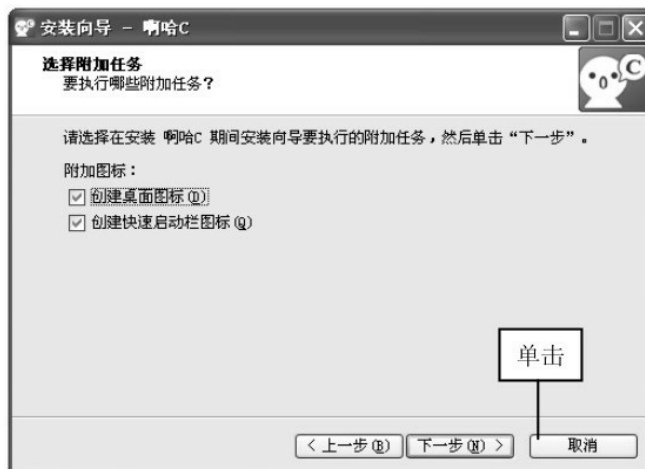 安装向导 - 啊哈C
选择附加任务
要执行哪些附加任务？
C
请选择在安装 啊哈C 期间安装向导要执行的附加任务，然后单击“下一步”。
附加图标：
创建桌面图标(D)
创建快速启动栏图标(Q)
单击
< 上一步(B) 下一步(N) > 取消